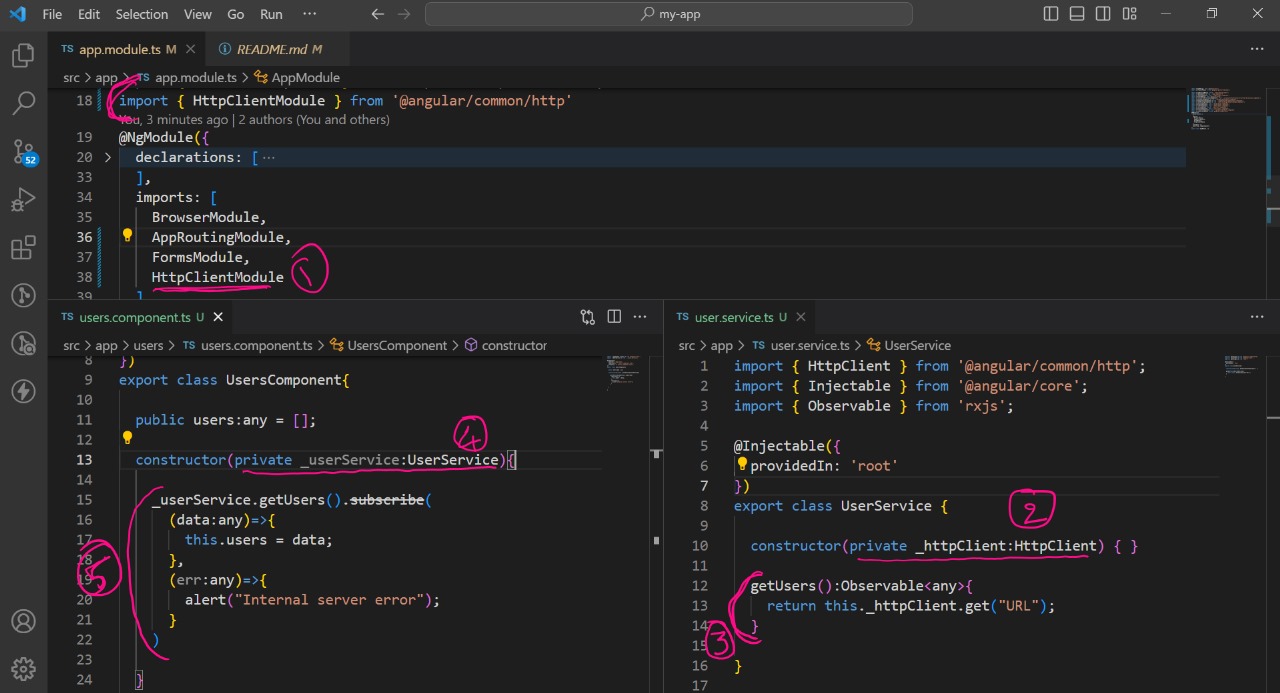 File Edit Selection View Go Run ··· my-app
TS app.module.ts M README.md M
src > app > TS app.module.ts > AppModule
18 import { HttpClientModule } from '@angular/common/http'
You, 3 minutes ago | 2 authors (You and others)
19 @NgModule({
20 declarations: [ ···
33 ],
34 imports: [
35 BrowserModule,
36 AppRoutingModule,
37 FormsModule,
38 HttpClientModule 1
39 ]
52
TS users.component.ts U
src > app > users > TS users.component.ts > UsersComponent > constructor
8 })
9 export class UsersComponent{
10
11 public users:any = [];
12
4
13 constructor(private _userService:UserService){
14
15 _userService.getUsers().subscribe(
16 (data:any)=>{
17 this.users = data;
18 },
5
19 (err:any)=>{
20 alert("Internal server error");
21 }
22 )
23
24 }
TS user.service.ts U
src > app > TS user.service.ts > UserService
1 import { HttpClient } from '@angular/common/http';
2 import { Injectable } from '@angular/core';
3 import { Observable } from 'rxjs';
4
5 @Injectable({
6 providedIn: 'root'
7 })
8 export class UserService {
2
9
10 constructor(private _httpClient:HttpClient) { }
11
12 getUsers():Observable<any>{
13 return this._httpClient.get("URL");
14 }
3
15
16 }
17